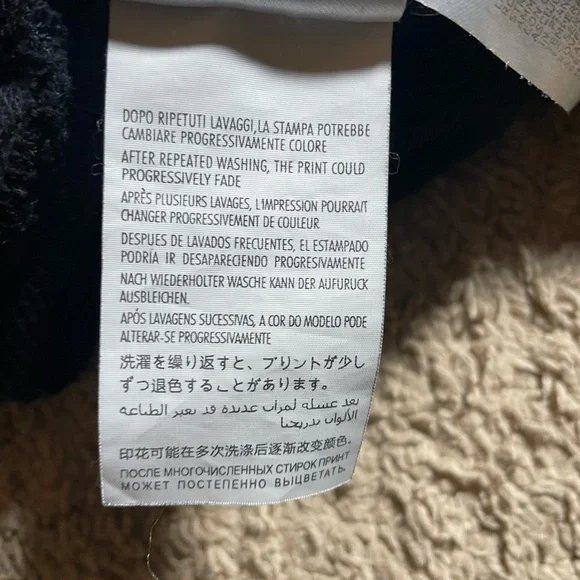 DOPO RIPETUTI LAVAGGI, LA STAMPA POTREBBE
CAMBIARE PROGRESSIVAMENTE COLORE
AFTER REPEATED WASHING, THE PRINT COULD
PROGRESSIVELY FADE
APRÈS PLUSIEURS LAVAGES, L'IMPRESSION POURRAIT
CHANGER PROGRESSIVEMENT DE COULEUR
DESPUES DE LAVADOS FRECUENTES, EL ESTAMPADO
PODRÍA IR DESAPARECIENDO PROGRESIVAMENTE
NACH WIEDERHOLTER WASCHE KANN DER AUFURUCK
AUSBLEICHEN.
APÓS LAVAGENS SUCESSIVAS, A COR DO MODELO PODE
ALTERAR-SE PROGRESSIVAMENTE
洗濯を繰り返すと、プリントが少し
ずつ退色することがあります。
بعد غسله لمرات عديدة قد تغير الطباعه
الألوان تدريجيا
印花可能在多次洗涤后逐渐改变颜色。
ПОСЛЕ МНОГОЧИСЛЕННЫХ СТИРОК ПРИНТ
МОЖЕТ ПОСТЕПЕННО ВЫЦВЕТАТЬ.